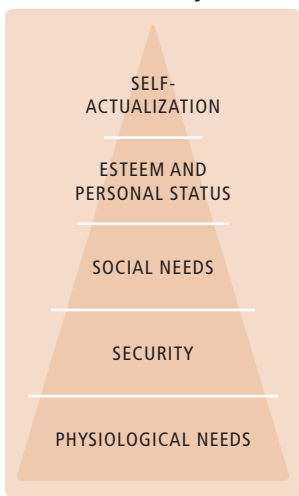 SELF-
ACTUALIZATION
ESTEEM AND
PERSONAL STATUS
SOCIAL NEEDS
SECURITY
PHYSIOLOGICAL NEEDS